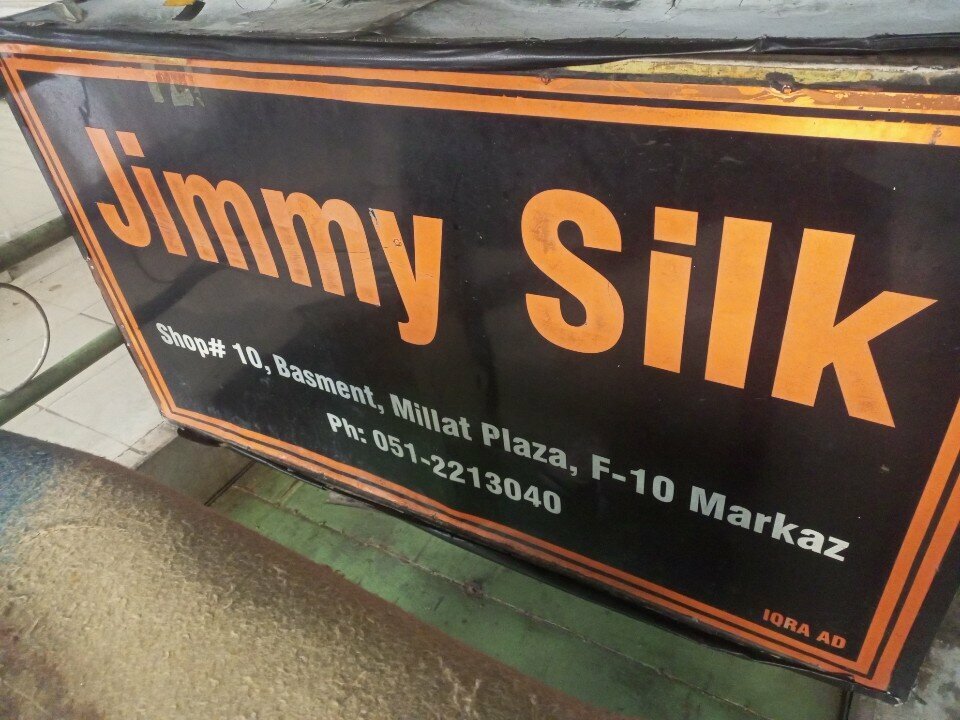 Jimmy Silk
Shop# 10, Basment, Millat Plaza, F-10 Markaz
Ph: 051-2213040
IQRA AD